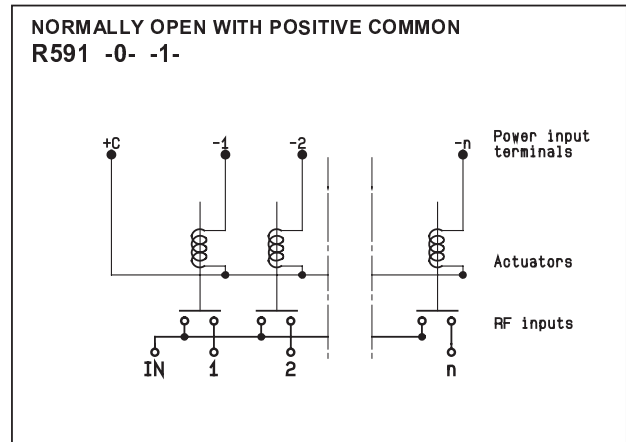 NORMALLY OPEN WITH POSITIVE COMMON
R591 -0- -1-
+C -1 -2 -n Power input
terminals
Actuators
RF inputs
IN 1 2 n